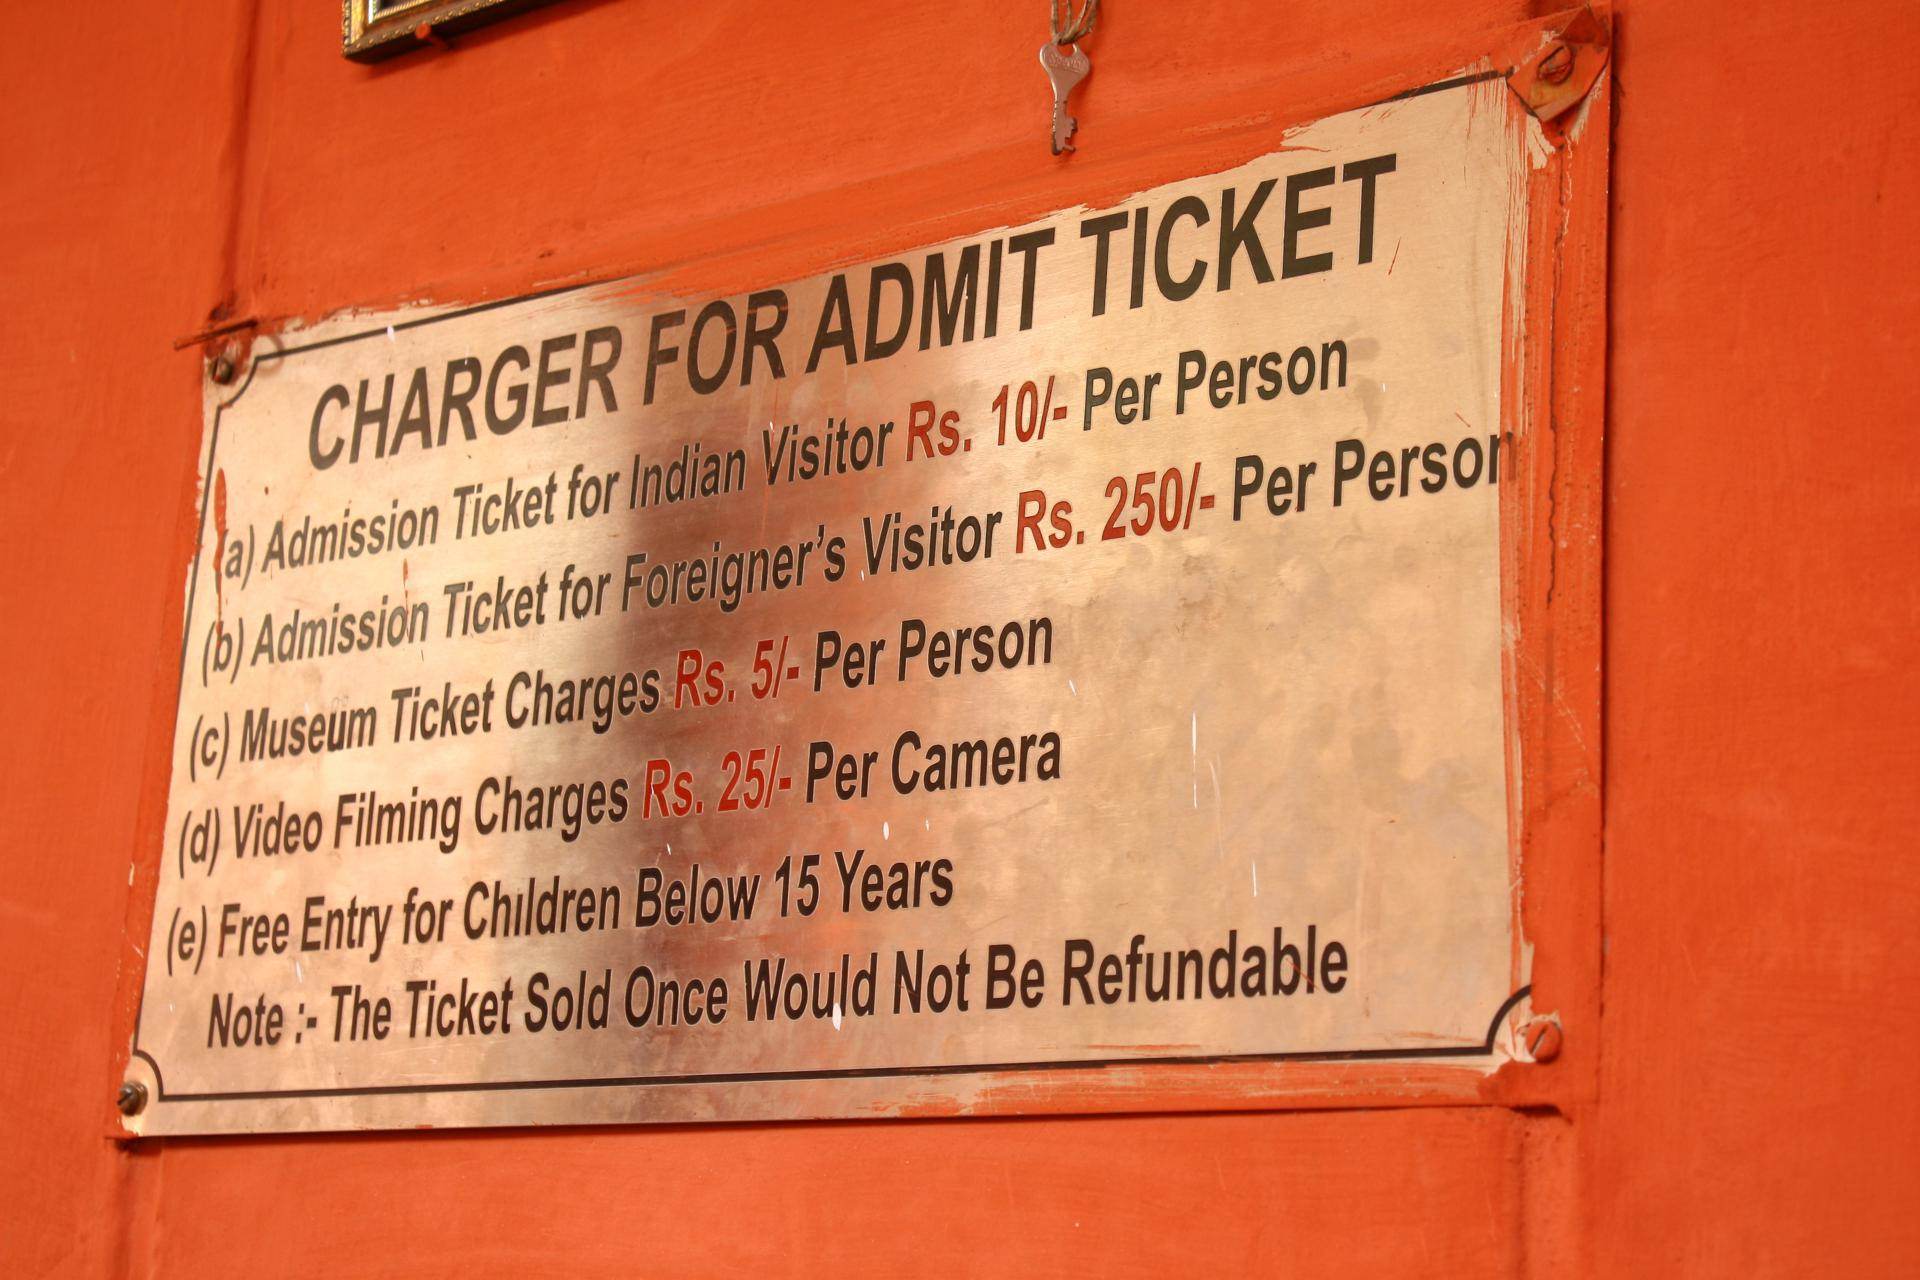 CHARGER FOR ADMIT TICKET
(a) Admission Ticket for Indian Visitor Rs. 10/- Per Person
(b) Admission Ticket for Foreigner's Visitor Rs. 250/- Per Person
(c) Museum Ticket Charges Rs. 5/- Per Person
(d) Video Filming Charges Rs. 25/- Per Camera
(e) Free Entry for Children Below 15 Years
Note :- The Ticket Sold Once Would Not Be Refundable